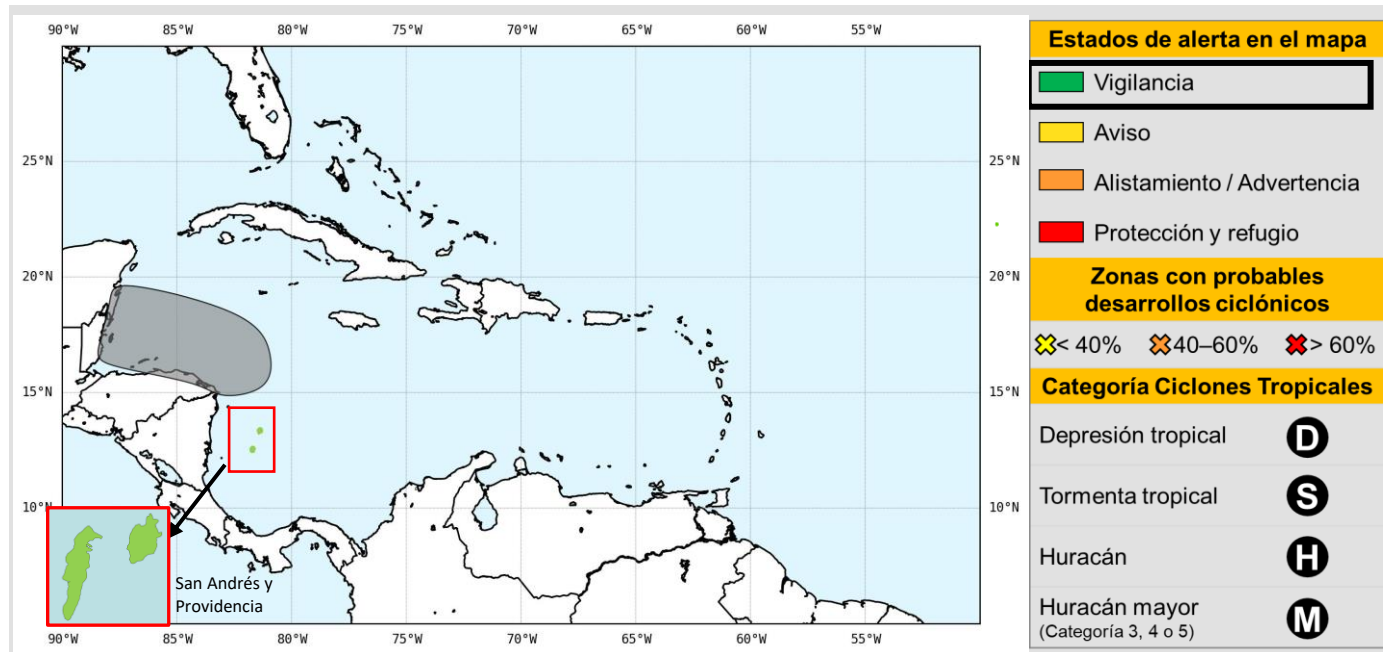 90°W 85°W 80°W 75°W 70°W 65°W 60°W 55°W
25°N 25°N
20°N 20°N
15°N 15°N
10°N 10°N
San Andrés y
Providencia
90°W 85°W 80°W 75°W 70°W 65°W 60°W 55°W
Estados de alerta en el mapa
Vigilancia
Aviso
Alistamiento / Advertencia
Protección y refugio
Zonas con probables
desarrollos ciclónicos
< 40% 40–60% > 60%
Categoría Ciclones Tropicales
Depresión tropical D
Tormenta tropical S
Huracán H
Huracán mayor M
(Categoría 3, 4 o 5)